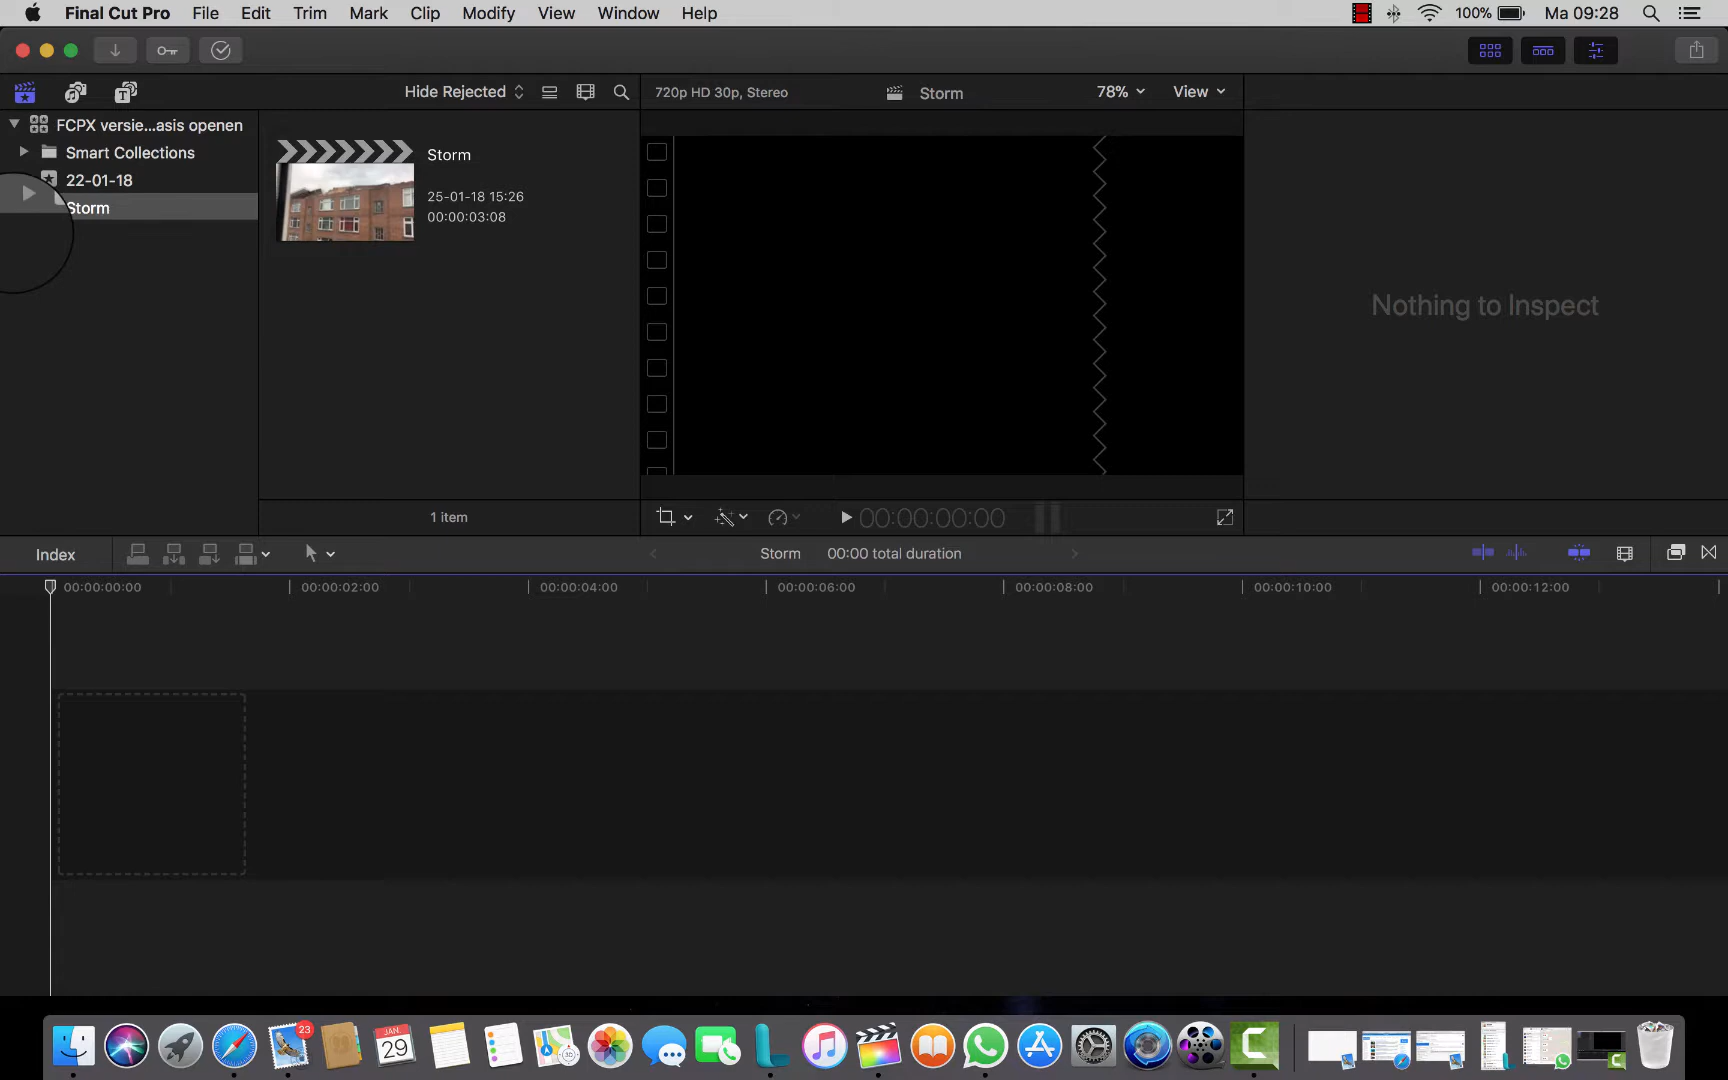 Final Cut Pro File Edit Trim Mark Clip Modify View Window Help 100% Ma 09:28
Hide Rejected
720p HD 30p, Stereo Storm 78% View
FCPX versie...asis openen
Smart Collections
22-01-18
Storm
Storm
25-01-18 15:26
00:00:03:08
Nothing to Inspect
1 item
00:00:00:00
Index Storm 00:00 total duration
00:00:00:00 00:00:02:00 00:00:04:00 00:00:06:00 00:00:08:00 00:00:10:00 00:00:12:00
23
JAN.
29
3D